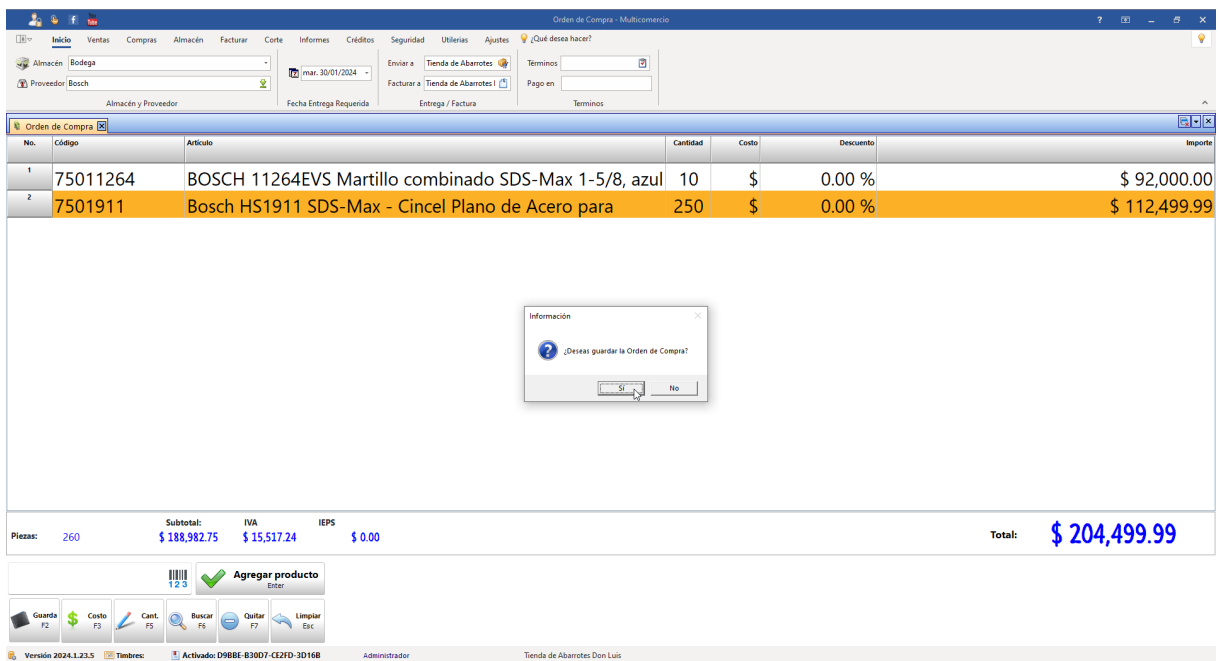 Orden de Compra - Multicomercio
Inicio Ventas Compras Almacén Facturar Corte Informes Créditos Seguridad Utilerias Ajustes ¿Qué desea hacer?
Almacén Bodega mar. 30/01/2024 Enviar a Tienda de Abarrotes Términos
Proveedor Bosch Facturar a Tienda de Abarrotes Pago en
Almacén y Proveedor Fecha Entrega Requerida Entrega / Factura Terminos
Orden de Compra
No. Código Artículo Cantidad Costo Descuento Importe
1 75011264 BOSCH 11264EVS Martillo combinado SDS-Max 1-5/8, azul 10 $ 0.00 % $ 92,000.00
2 7501911 Bosch HS1911 SDS-Max - Cincel Plano de Acero para 250 $ 0.00 % $ 112,499.99
Información
¿Deseas guardar la Orden de Compra?
Sí No
Subtotal: IVA IEPS
Piezas: 260 $ 188,982.75 $ 15,517.24 $ 0.00 Total: $ 204,499.99
123 Agregar producto
Enter
Guarda Costo Cant. Buscar Quitar Limpiar
F2 F3 F5 F6 F7 Esc
Versión 2024.1.23.5 Timbres: Activado: D9BBE-B30D7-CE2FD-3D16B Administrador Tienda de Abarrotes Don Luis